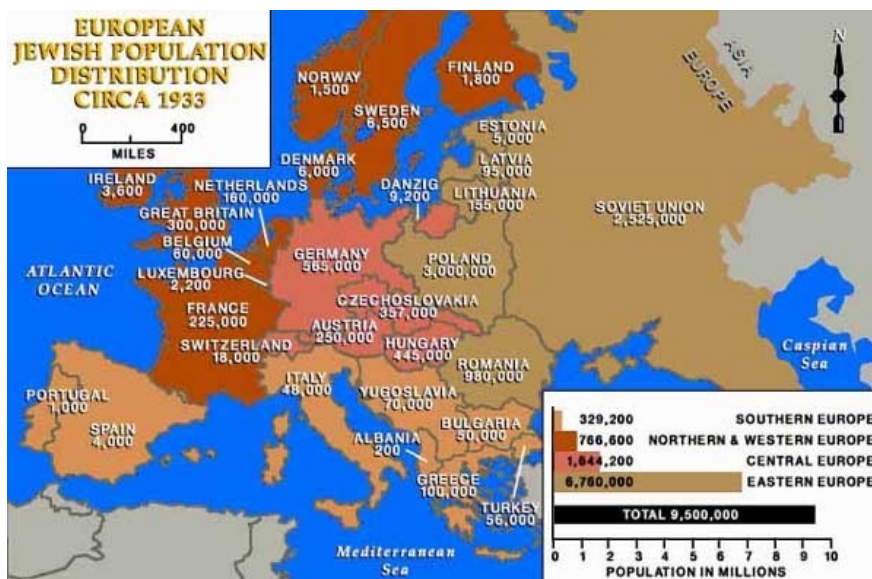 EUROPEAN
JEWISH POPULATION
DISTRIBUTION
CIRCA 1933
0 400
MILES
N
ASIA
EUROPE
NORWAY
1,500
SWEDEN
6,500
FINLAND
1,800
ESTONIA
5,000
LATVIA
95,000
LITHUANIA
155,000
DENMARK
6,000
DANZIG
9,200
IRELAND
3,600
NETHERLANDS
160,000
GREAT BRITAIN
300,000
BELGIUM
60,000
LUXEMBOURG
2,200
SOVIET UNION
2,525,000
GERMANY
565,000
POLAND
3,000,000
ATLANTIC
OCEAN
CZECHOSLOVAKIA
357,000
FRANCE
225,000
AUSTRIA
250,000
SWITZERLAND
18,000
HUNGARY
445,000
ROMANIA
980,000
Caspian
Sea
ITALY
48,000
YUGOSLAVIA
70,000
PORTUGAL
1,000
SPAIN
4,000
BULGARIA
50,000
ALBANIA
200
GREECE
100,000
TURKEY
56,000
Mediterranean
Sea
329,200 SOUTHERN EUROPE
766,600 NORTHERN & WESTERN EUROPE
1,644,200 CENTRAL EUROPE
6,760,000 EASTERN EUROPE
TOTAL 9,500,000
0 1 2 3 4 5 6 7 8 9 10
POPULATION IN MILLIONS